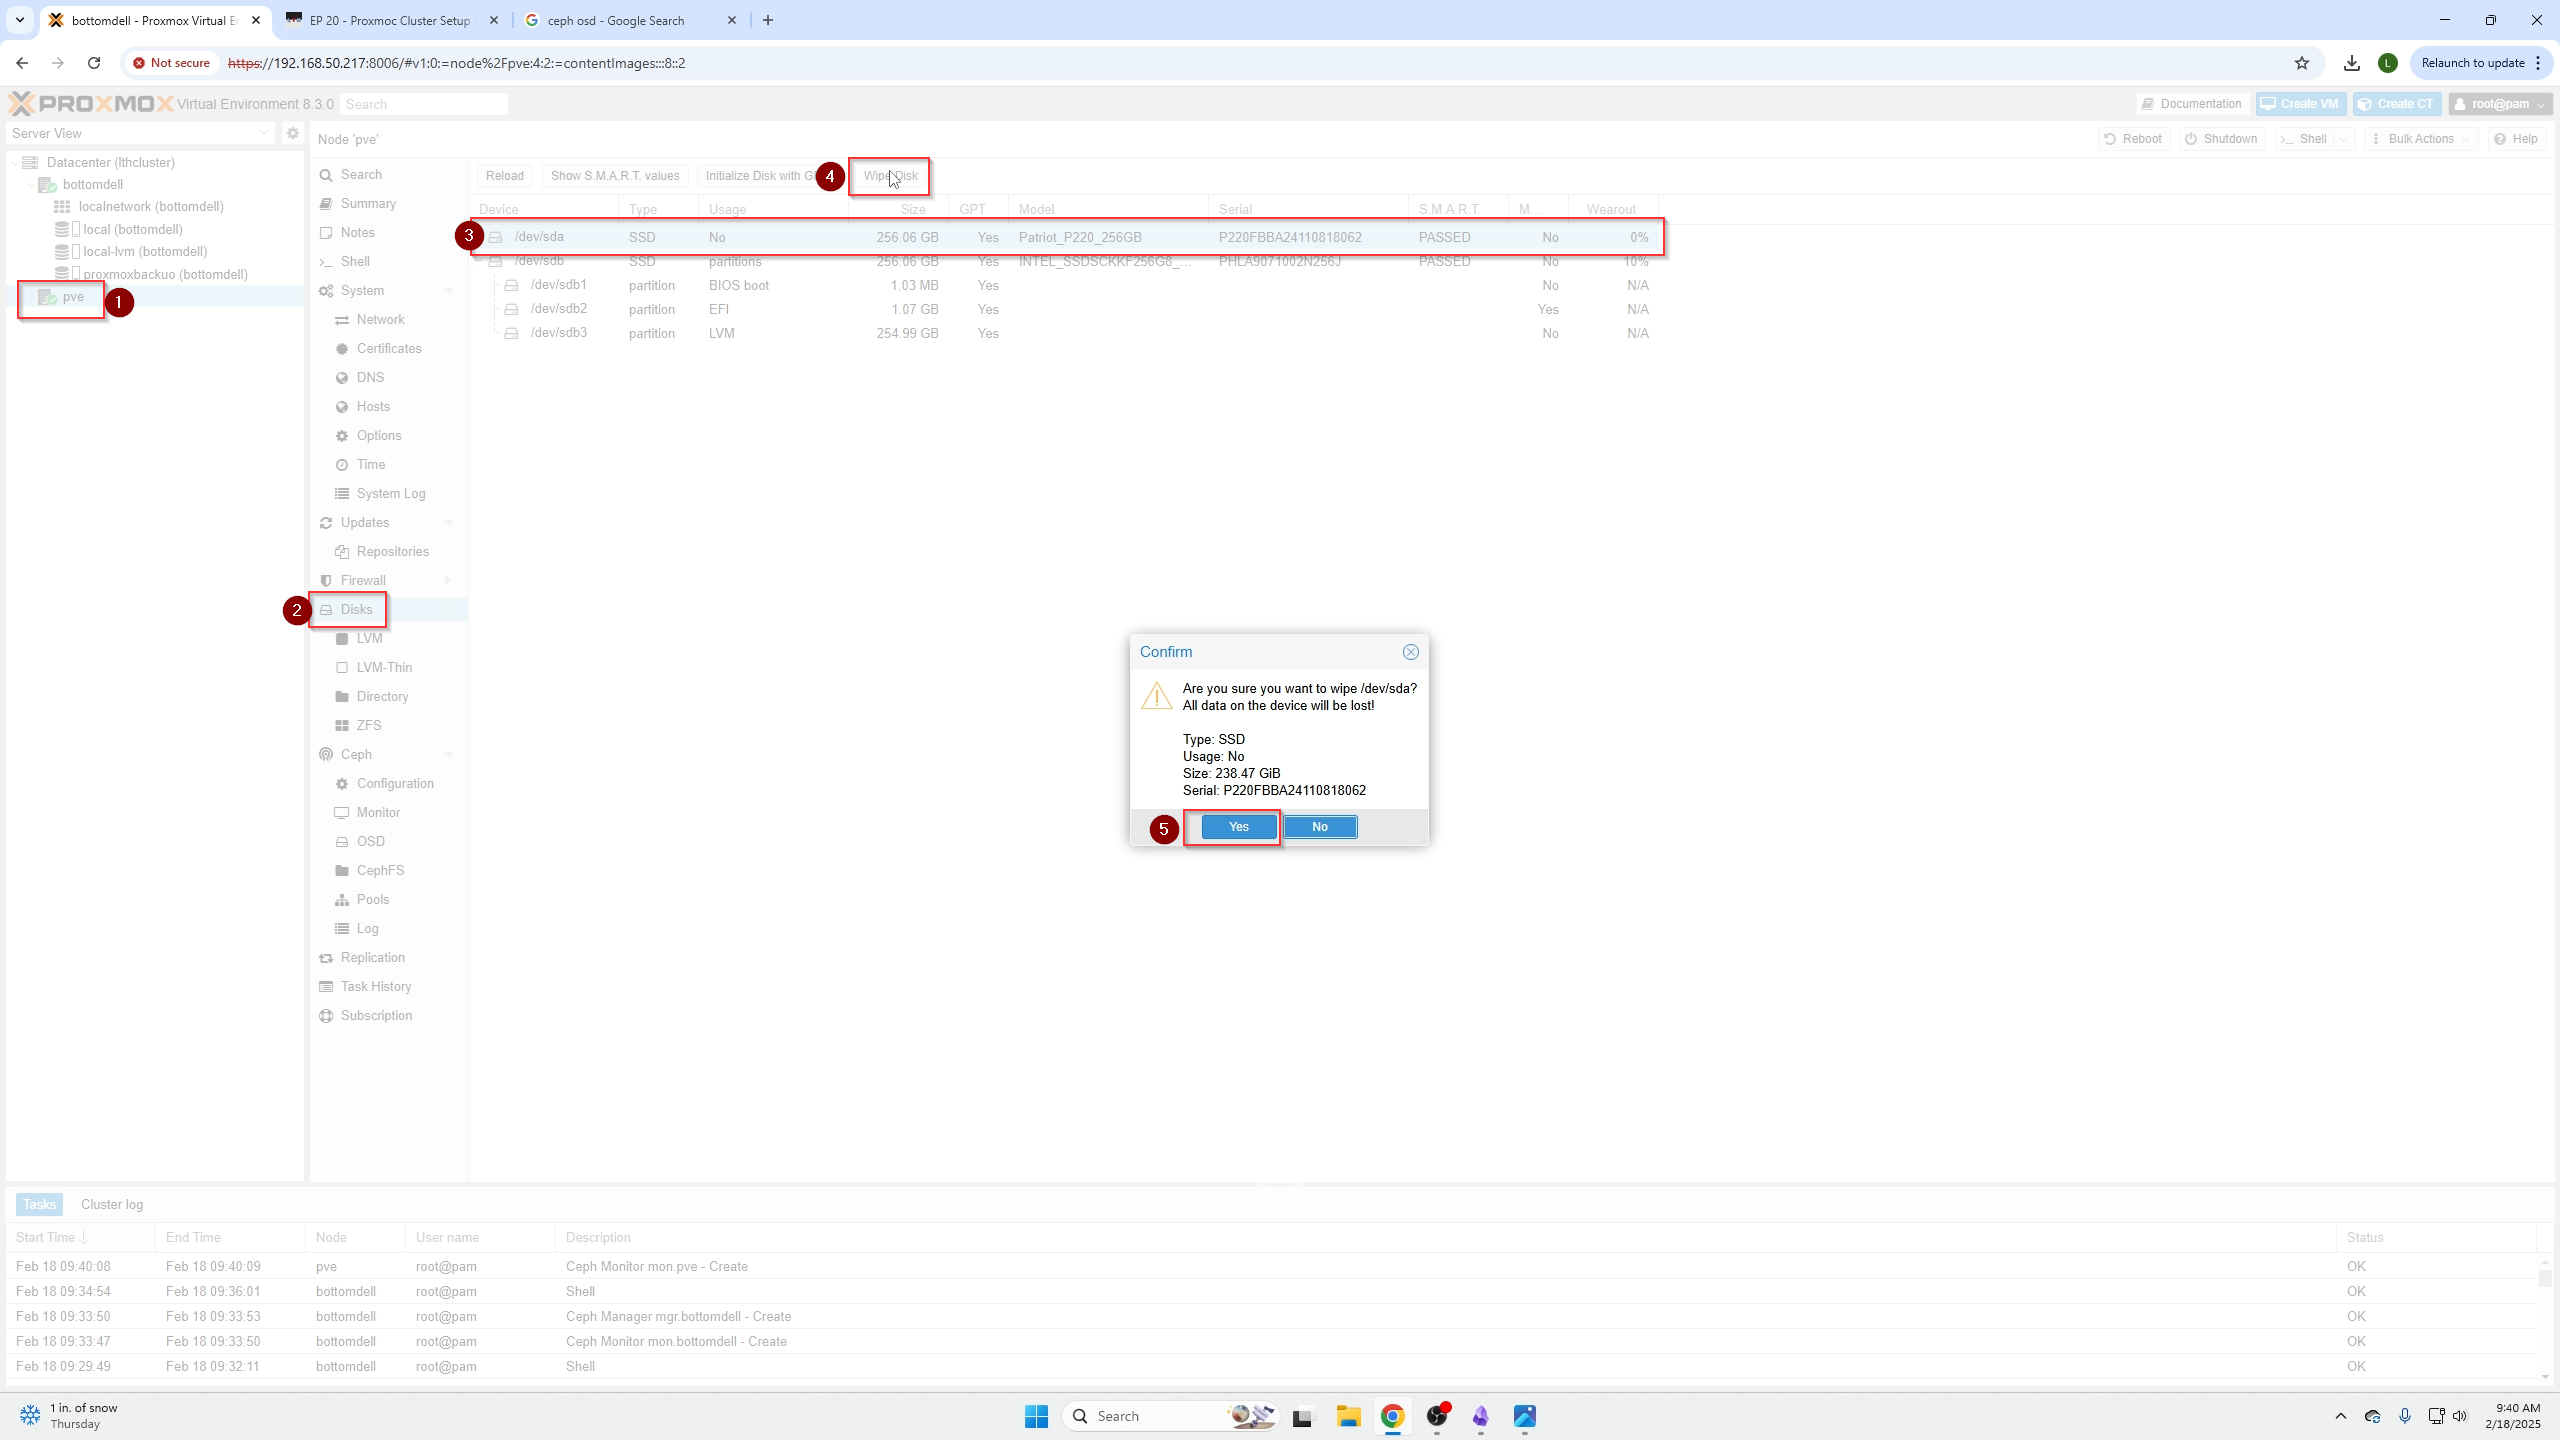 bottomdell - Proxmox Virtual E
EP 20 - Proxmoc Cluster Setup
ceph osd - Google Search
Not secure
https://192.168.50.217:8006/#v1:0:=node%2Fpve:4:2:=contentImages:::8::2
L
Relaunch to update
PROXMOX Virtual Environment 8.3.0
Search
Documentation
Create VM
Create CT
root@pam
Server View
Datacenter (lthcluster)
bottomdell
localnetwork (bottomdell)
local (bottomdell)
local-lvm (bottomdell)
proxmoxbackuo (bottomdell)
pve
1
Node 'pve'
Reboot
Shutdown
Shell
Bulk Actions
Help
Search
Summary
Notes
Shell
System
Network
Certificates
DNS
Hosts
Options
Time
System Log
Updates
Repositories
Firewall
2
Disks
LVM
LVM-Thin
Directory
ZFS
Ceph
Configuration
Monitor
OSD
CephFS
Pools
Log
Replication
Task History
Subscription
Reload
Show S.M.A.R.T. values
Initialize Disk with G
4
Wipe Disk
Device Type Usage Size GPT Model Serial S.M.A.R.T. M... Wearout
3
/dev/sda SSD No 256.06 GB Yes Patriot_P220_256GB P220FBBA24110818062 PASSED No 0%
/dev/sdb SSD partitions 256.06 GB Yes INTEL_SSDSCKKF256G8_... PHLA9071002N256J PASSED No 10%
/dev/sdb1 partition BIOS boot 1.03 MB Yes No N/A
/dev/sdb2 partition EFI 1.07 GB Yes Yes N/A
/dev/sdb3 partition LVM 254.99 GB Yes No N/A
Confirm
Are you sure you want to wipe /dev/sda?
All data on the device will be lost!
Type: SSD
Usage: No
Size: 238.47 GiB
Serial: P220FBBA24110818062
5
Yes
No
Tasks
Cluster log
Start Time End Time Node User name Description Status
Feb 18 09:40:08 Feb 18 09:40:09 pve root@pam Ceph Monitor mon.pve - Create OK
Feb 18 09:34:54 Feb 18 09:36:01 bottomdell root@pam Shell OK
Feb 18 09:33:50 Feb 18 09:33:53 bottomdell root@pam Ceph Manager mgr.bottomdell - Create OK
Feb 18 09:33:47 Feb 18 09:33:50 bottomdell root@pam Ceph Monitor mon.bottomdell - Create OK
Feb 18 09:29:49 Feb 18 09:32:11 bottomdell root@pam Shell OK
1 in. of snow
Thursday
Search
9:40 AM
2/18/2025